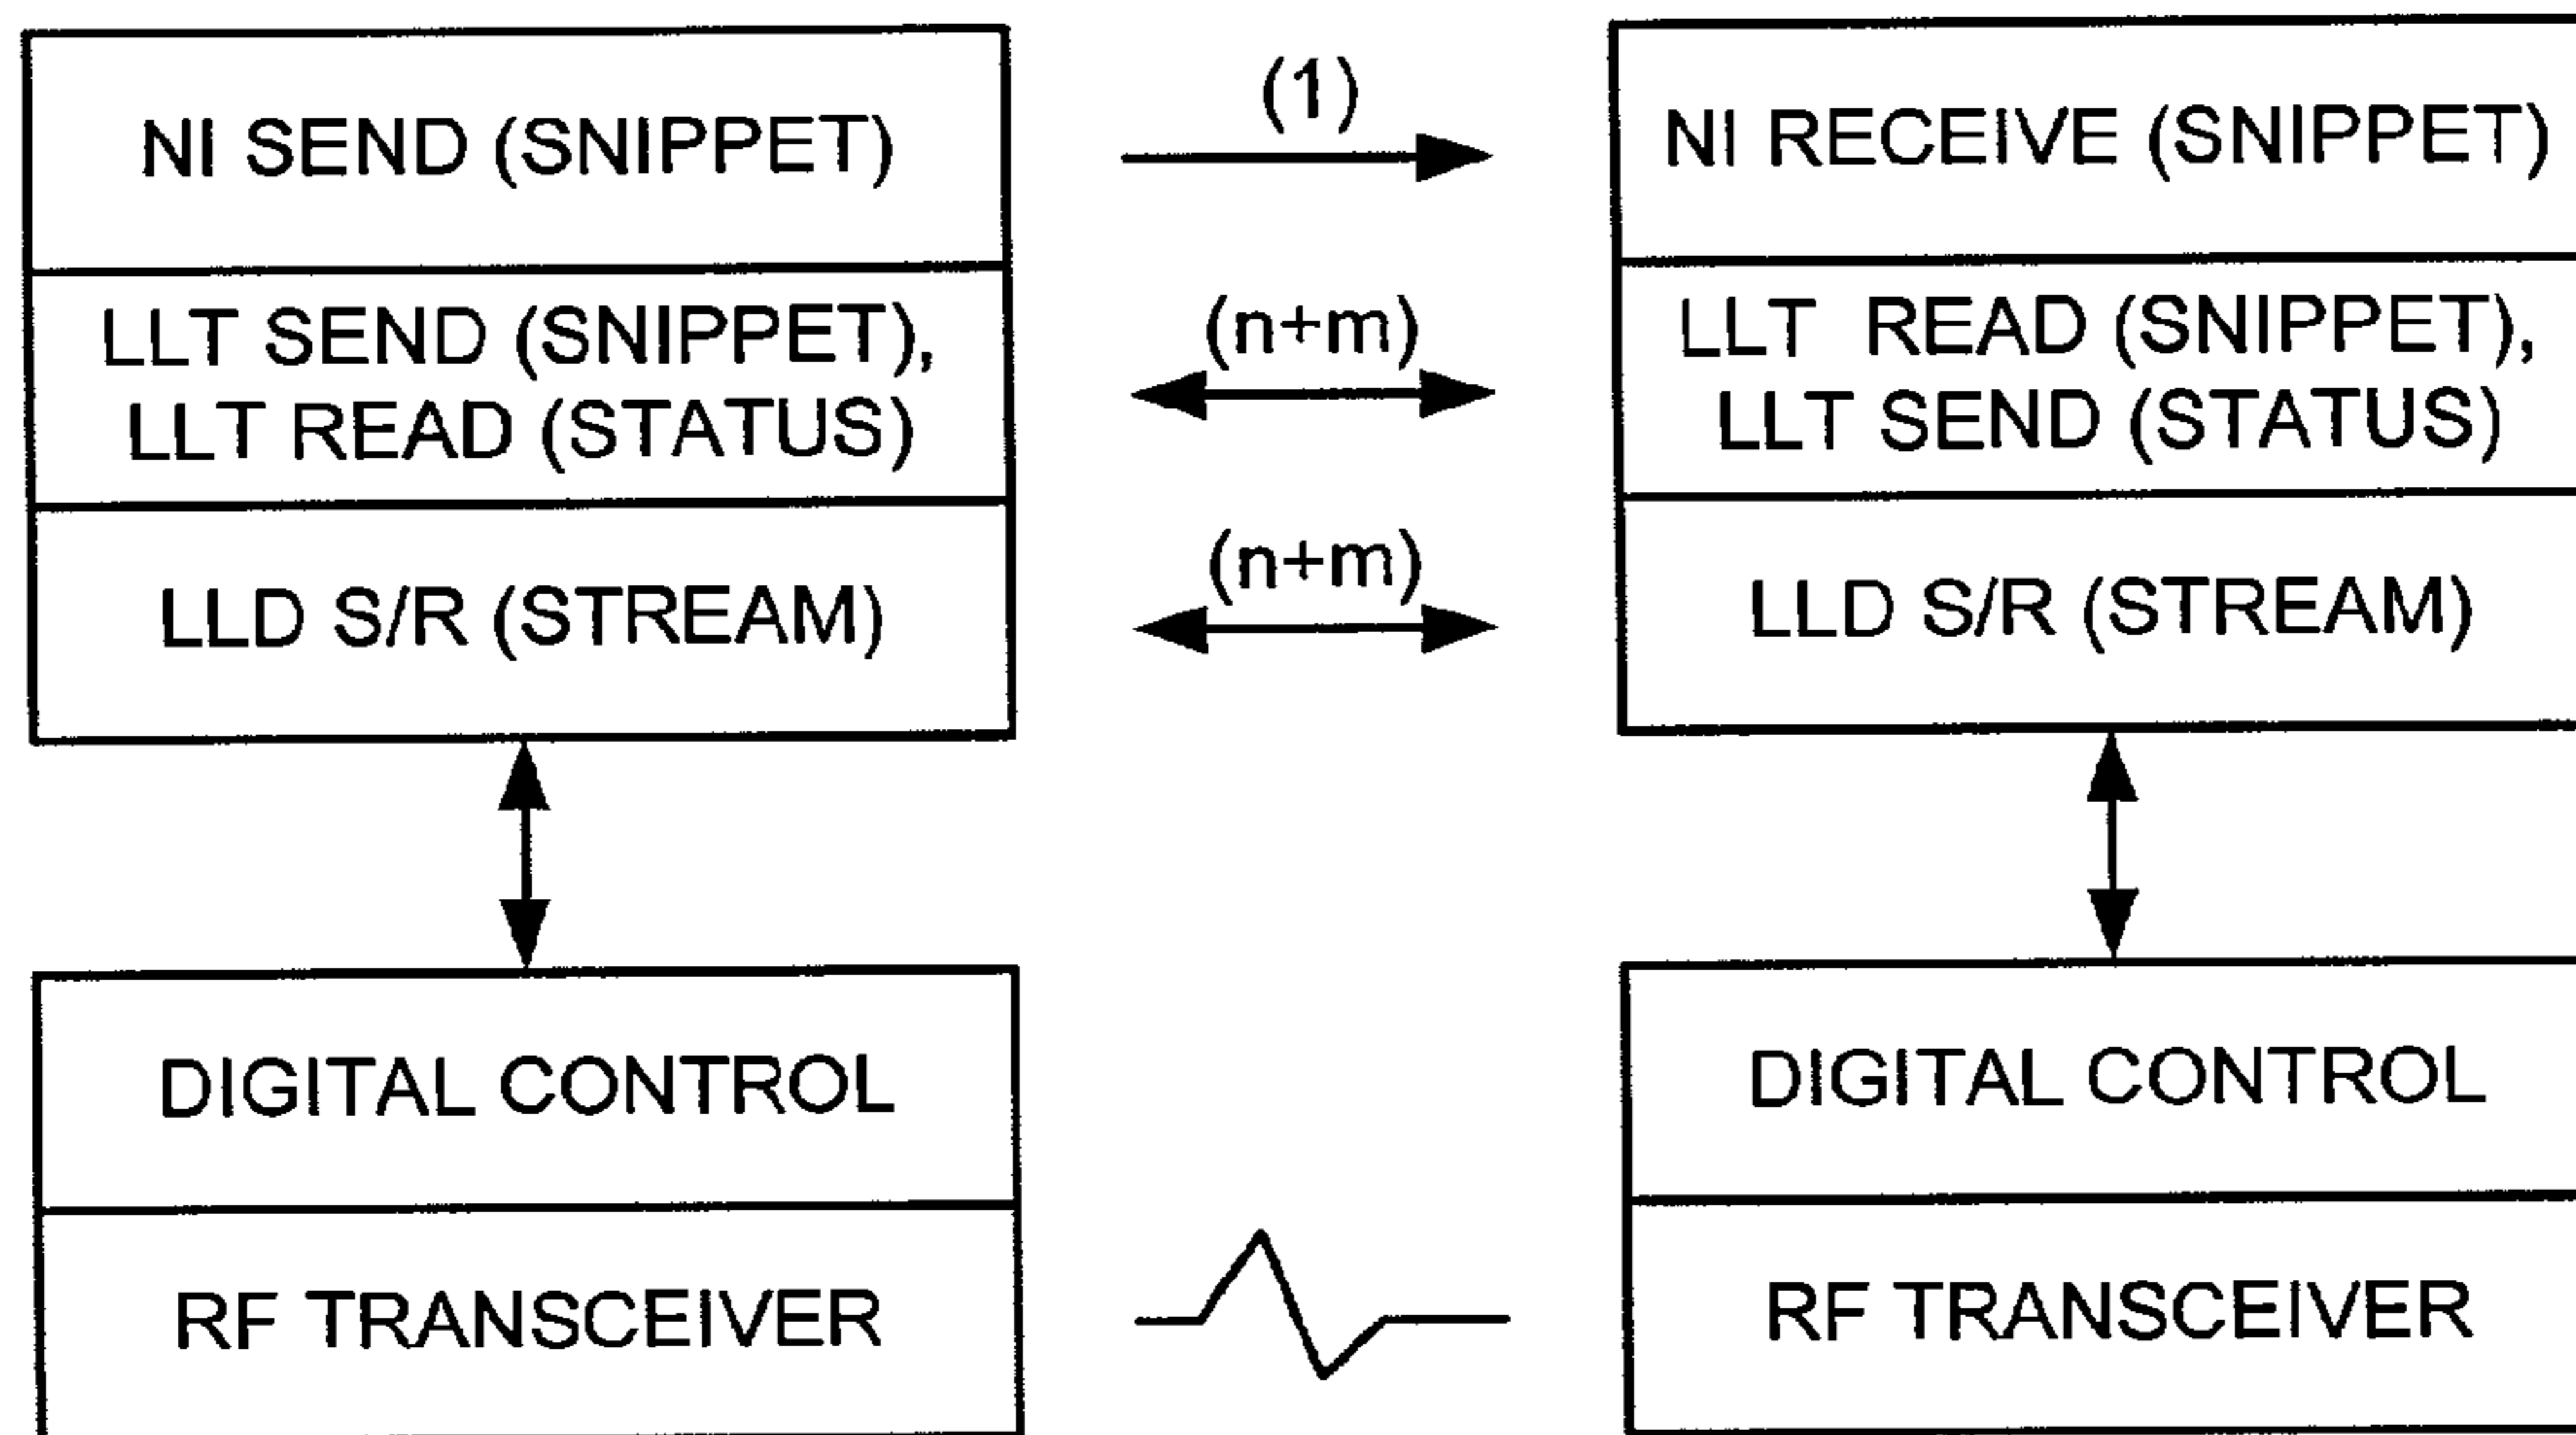 NI SEND (SNIPPET)
(1)
NI RECEIVE (SNIPPET)
LLT SEND (SNIPPET),
LLT READ (STATUS)
(n+m)
LLT READ (SNIPPET),
LLT SEND (STATUS)
LLD S/R (STREAM)
(n+m)
LLD S/R (STREAM)
DIGITAL CONTROL
DIGITAL CONTROL
RF TRANSCEIVER
RF TRANSCEIVER